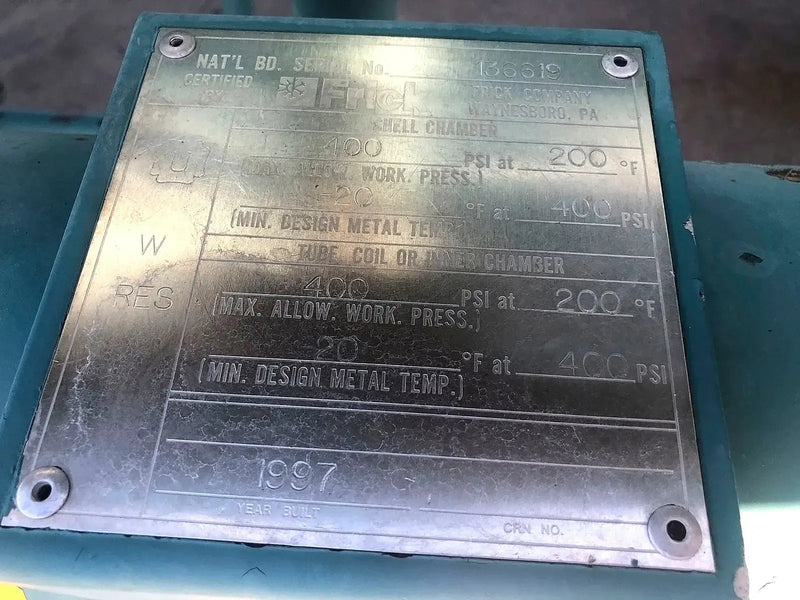 NAT'L BD. SERIAL No. 136619
CERTIFIED BY Frick FRICK COMPANY
WAYNESBORO, PA
SHELL CHAMBER
U
400 PSI at 200 °F
(MAX. ALLOW. WORK. PRESS.)
-20 °F at 400 PSI
(MIN. DESIGN METAL TEMP.)
W
TUBE, COIL OR INNER CHAMBER
RES
400 PSI at 200 °F
(MAX. ALLOW. WORK. PRESS.)
-20 °F at 400 PSI
(MIN. DESIGN METAL TEMP.)
1997
YEAR BUILT
CRN NO.